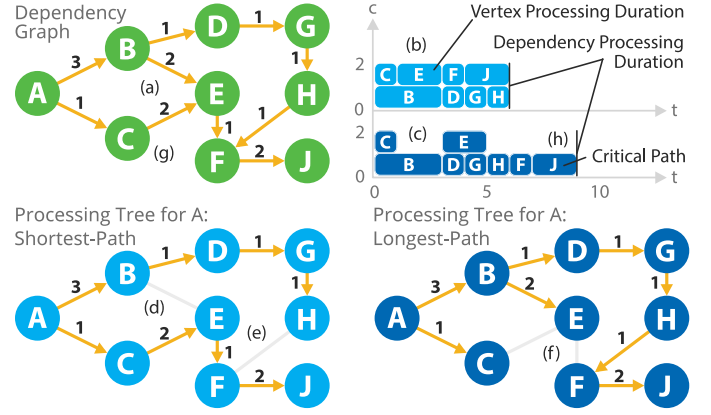 Dependency
Graph
A
B
C
D
E
F
G
H
J
3
1
1
2
2
1
1
1
1
2
(a)
(g)
c
Vertex Processing Duration
(b)
Dependency Processing
Duration
2
0
C E F J
B D G H
t
2
0
(c)
(h)
C E
B D G H F J
Critical Path
5
10
t
Processing Tree for A:
Shortest-Path
A
B
C
D
E
F
G
H
J
3
1
1
2
1
1
1
2
(d)
(e)
Processing Tree for A:
Longest-Path
A
B
C
D
E
F
G
H
J
3
1
1
2
1
1
1
2
(f)